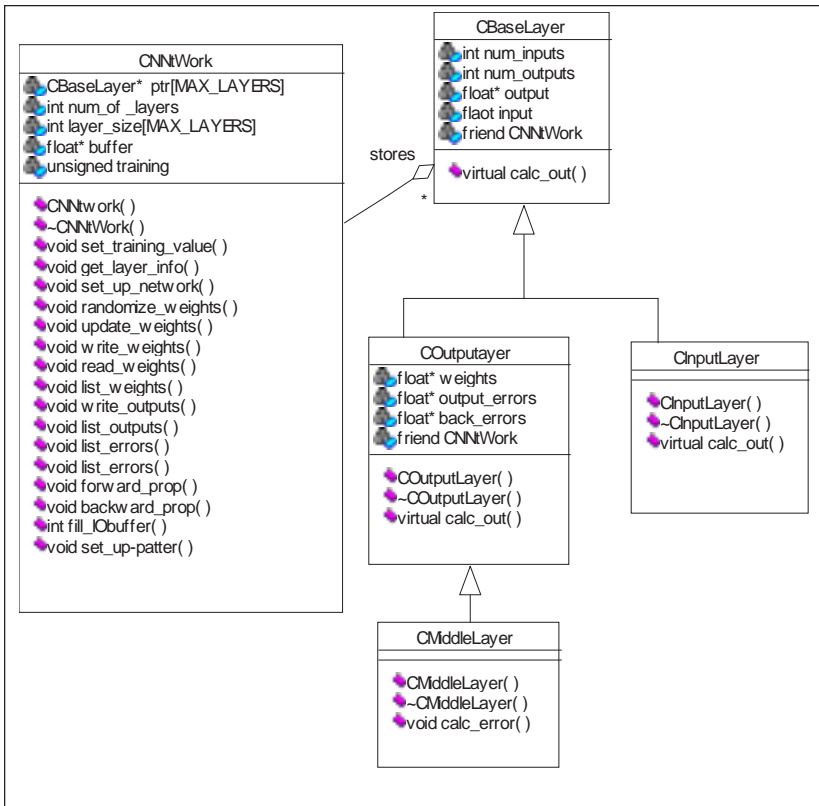 CNNtWork
CBaseLayer* ptr[MAX_LAYERS]
int num_of _layers
int layer_size[MAX_LAYERS]
float* buffer
unsigned training
CNNtwork( )
~CNNtWork( )
void set_training_value( )
void get_layer_info( )
void set_up_network( )
void randomize_weights( )
void update_weights( )
void write_weights( )
void read_weights( )
void list_weights( )
void write_outputs( )
void list_outputs( )
void list_errors( )
void list_errors( )
void forward_prop( )
void backward_prop( )
int fill_IObuffer( )
void set_up-patter( )
stores
*
CBaseLayer
int num_inputs
int num_outputs
float* output
flaot input
friend CNNtWork
virtual calc_out( )
COutputayer
float* weights
float* output_errors
float* back_errors
friend CNNtWork
COutputLayer( )
~COutputLayer( )
virtual calc_out( )
CInputLayer
CInputLayer( )
~CInputLayer( )
virtual calc_out( )
CMiddleLayer
CMiddleLayer( )
~CMiddleLayer( )
void calc_error( )